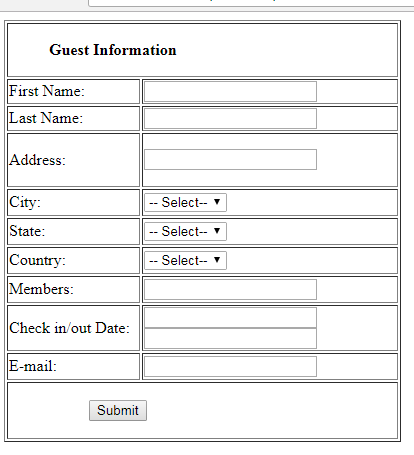 Guest Information
First Name:
Last Name:
Address:
City: -- Select--
State: -- Select--
Country: -- Select--
Members:
Check in/out Date:
E-mail:
Submit